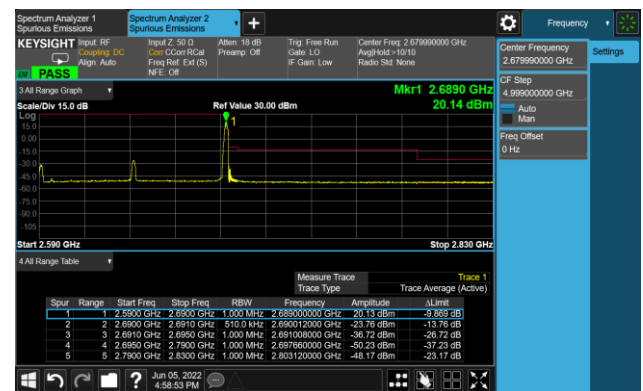 Spectrum Analyzer 1
Spurious Emissions
Spectrum Analyzer 2
Spurious Emissions
Frequency
KEYSIGHT
Input: RF
Coupling: DC
Align: Auto
Input Z: 50 Ω
Corr CCorr RCal
Freq Ref: Ext (S)
NFE: Off
Atten: 18 dB
Preamp: Off
Trig: Free Run
Gate: LO
IF Gain: Low
Center Freq: 2.679990000 GHz
Avg|Hold:>10/10
Radio Std: None
PASS
3 All Range Graph
Mkr1 2.6890 GHz
Scale/Div 15.0 dB
Ref Value 30.00 dBm
20.14 dBm
Log
15.0
0.00
-15.0
-30.0
-45.0
-60.0
-75.0
-90.0
-105
1
Start 2.590 GHz
Stop 2.830 GHz
4 All Range Table
Measure Trace Trace 1
Trace Type Trace Average (Active)
Spur Range Start Freq Stop Freq RBW Frequency Amplitude ΔLimit
1 1 2.5900 GHz 2.6900 GHz 1.000 MHz 2.689000000 GHz 20.13 dBm -9.869 dB
2 2 2.6900 GHz 2.6910 GHz 510.0 kHz 2.690012000 GHz -23.76 dBm -13.76 dB
3 3 2.6910 GHz 2.6950 GHz 1.000 MHz 2.691008000 GHz -36.72 dBm -26.72 dB
4 4 2.6950 GHz 2.7900 GHz 1.000 MHz 2.697660000 GHz -50.23 dBm -37.23 dB
5 5 2.7900 GHz 2.8300 GHz 1.000 MHz 2.803120000 GHz -48.17 dBm -23.17 dB
Center Frequency
2.679990000 GHz
Settings
CF Step
4.999000000 GHz
Auto
Man
Freq Offset
0 Hz
Jun 05, 2022
4:58:53 PM